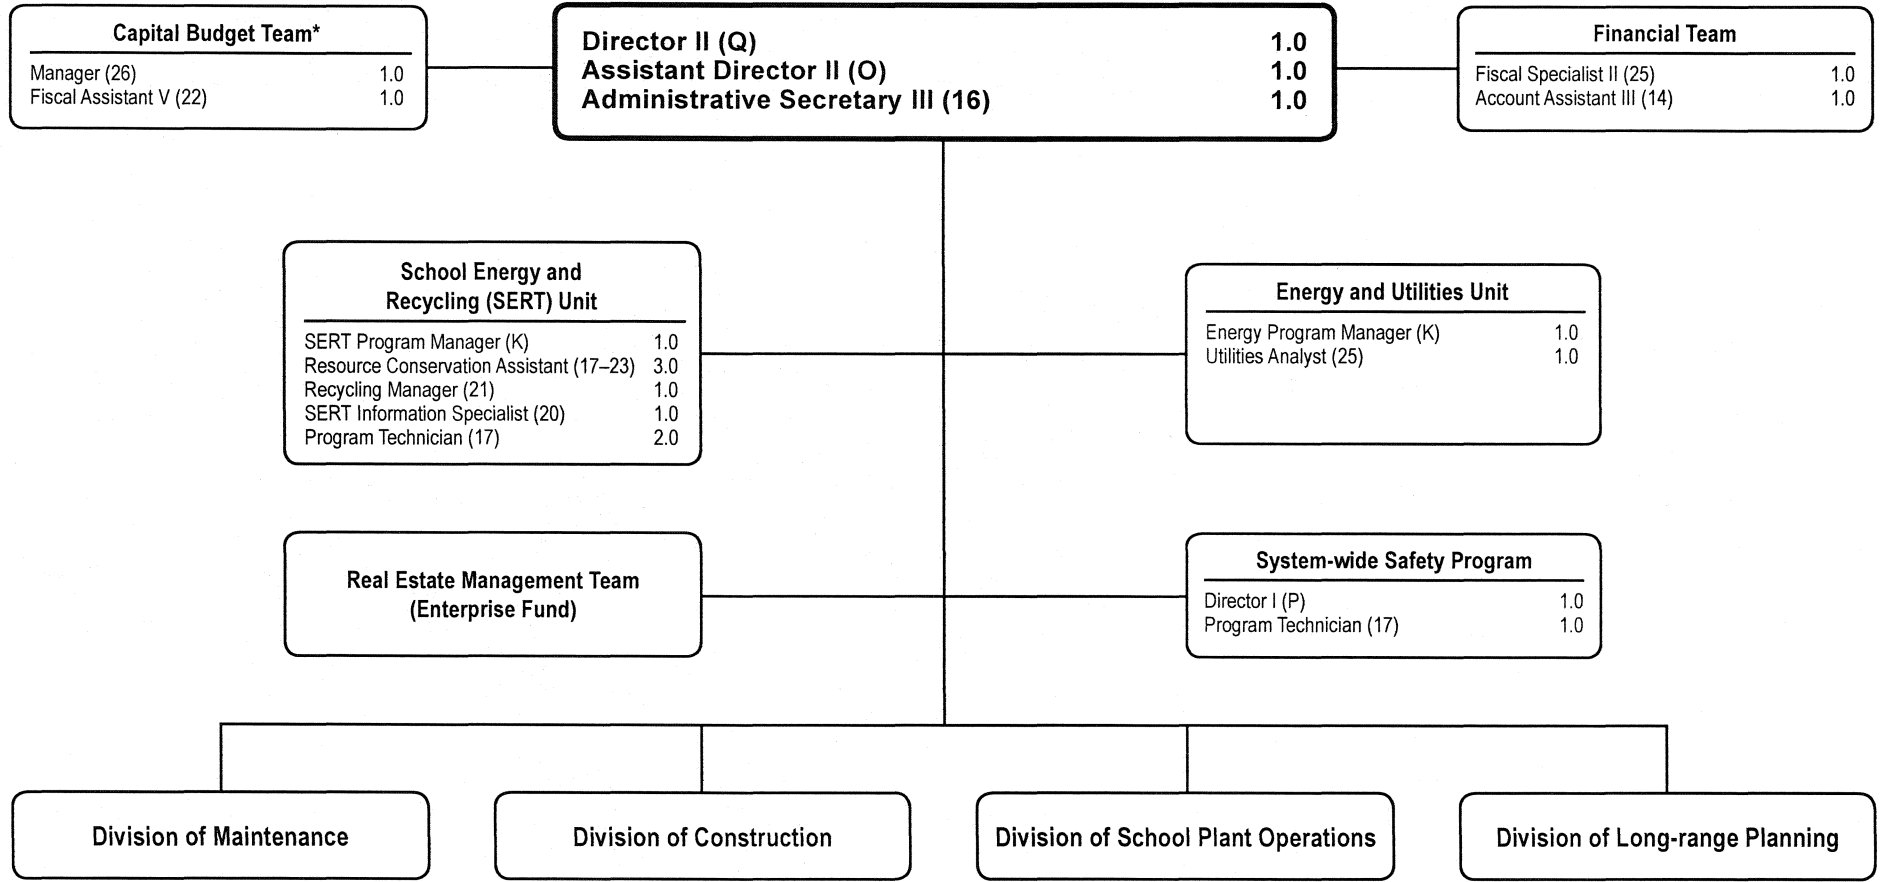 Capital Budget Team*
Manager (26) 1.0
Fiscal Assistant V (22) 1.0
Director II (Q) 1.0
Assistant Director II (O) 1.0
Administrative Secretary III (16) 1.0
Financial Team
Fiscal Specialist II (25) 1.0
Account Assistant III (14) 1.0
School Energy and
Recycling (SERT) Unit
SERT Program Manager (K) 1.0
Resource Conservation Assistant (17–23) 3.0
Recycling Manager (21) 1.0
SERT Information Specialist (20) 1.0
Program Technician (17) 2.0
Energy and Utilities Unit
Energy Program Manager (K) 1.0
Utilities Analyst (25) 1.0
Real Estate Management Team
(Enterprise Fund)
System-wide Safety Program
Director I (P) 1.0
Program Technician (17) 1.0
Division of Maintenance
Division of Construction
Division of School Plant Operations
Division of Long-range Planning